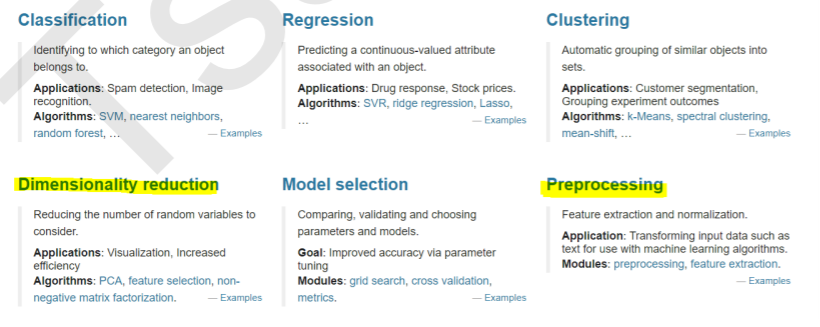 Classification
Identifying to which category an object
belongs to.
Applications: Spam detection, Image
recognition.
Algorithms: SVM, nearest neighbors,
random forest, … — Examples
Regression
Predicting a continuous-valued attribute
associated with an object.
Applications: Drug response, Stock prices.
Algorithms: SVR, ridge regression, Lasso,
… — Examples
Clustering
Automatic grouping of similar objects into
sets.
Applications: Customer segmentation,
Grouping experiment outcomes
Algorithms: k-Means, spectral clustering,
mean-shift, … — Examples
Dimensionality reduction
Reducing the number of random variables to
consider.
Applications: Visualization, Increased
efficiency
Algorithms: PCA, feature selection, non-
negative matrix factorization. — Examples
Model selection
Comparing, validating and choosing
parameters and models.
Goal: Improved accuracy via parameter
tuning
Modules: grid search, cross validation,
metrics. — Examples
Preprocessing
Feature extraction and normalization.
Application: Transforming input data such as
text for use with machine learning algorithms.
Modules: preprocessing, feature extraction.
— Examples